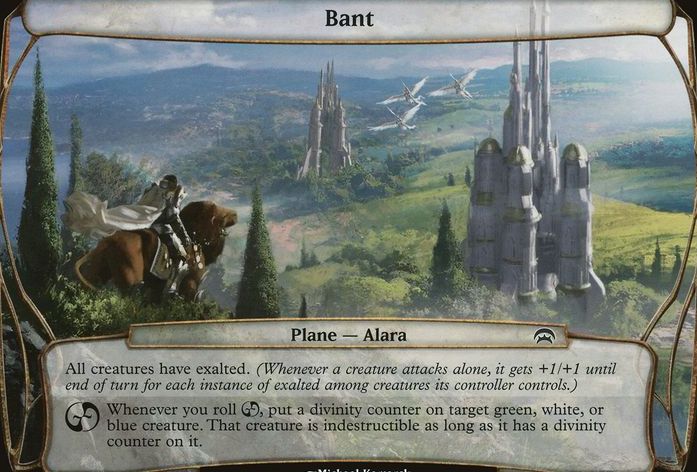 Bant
Plane — Alara
All creatures have exalted. (Whenever a creature attacks alone, it gets +1/+1 until
end of turn for each instance of exalted among creatures its controller controls.)
Whenever you roll , put a divinity counter on target green, white, or
blue creature. That creature is indestructible as long as it has a divinity
counter on it.